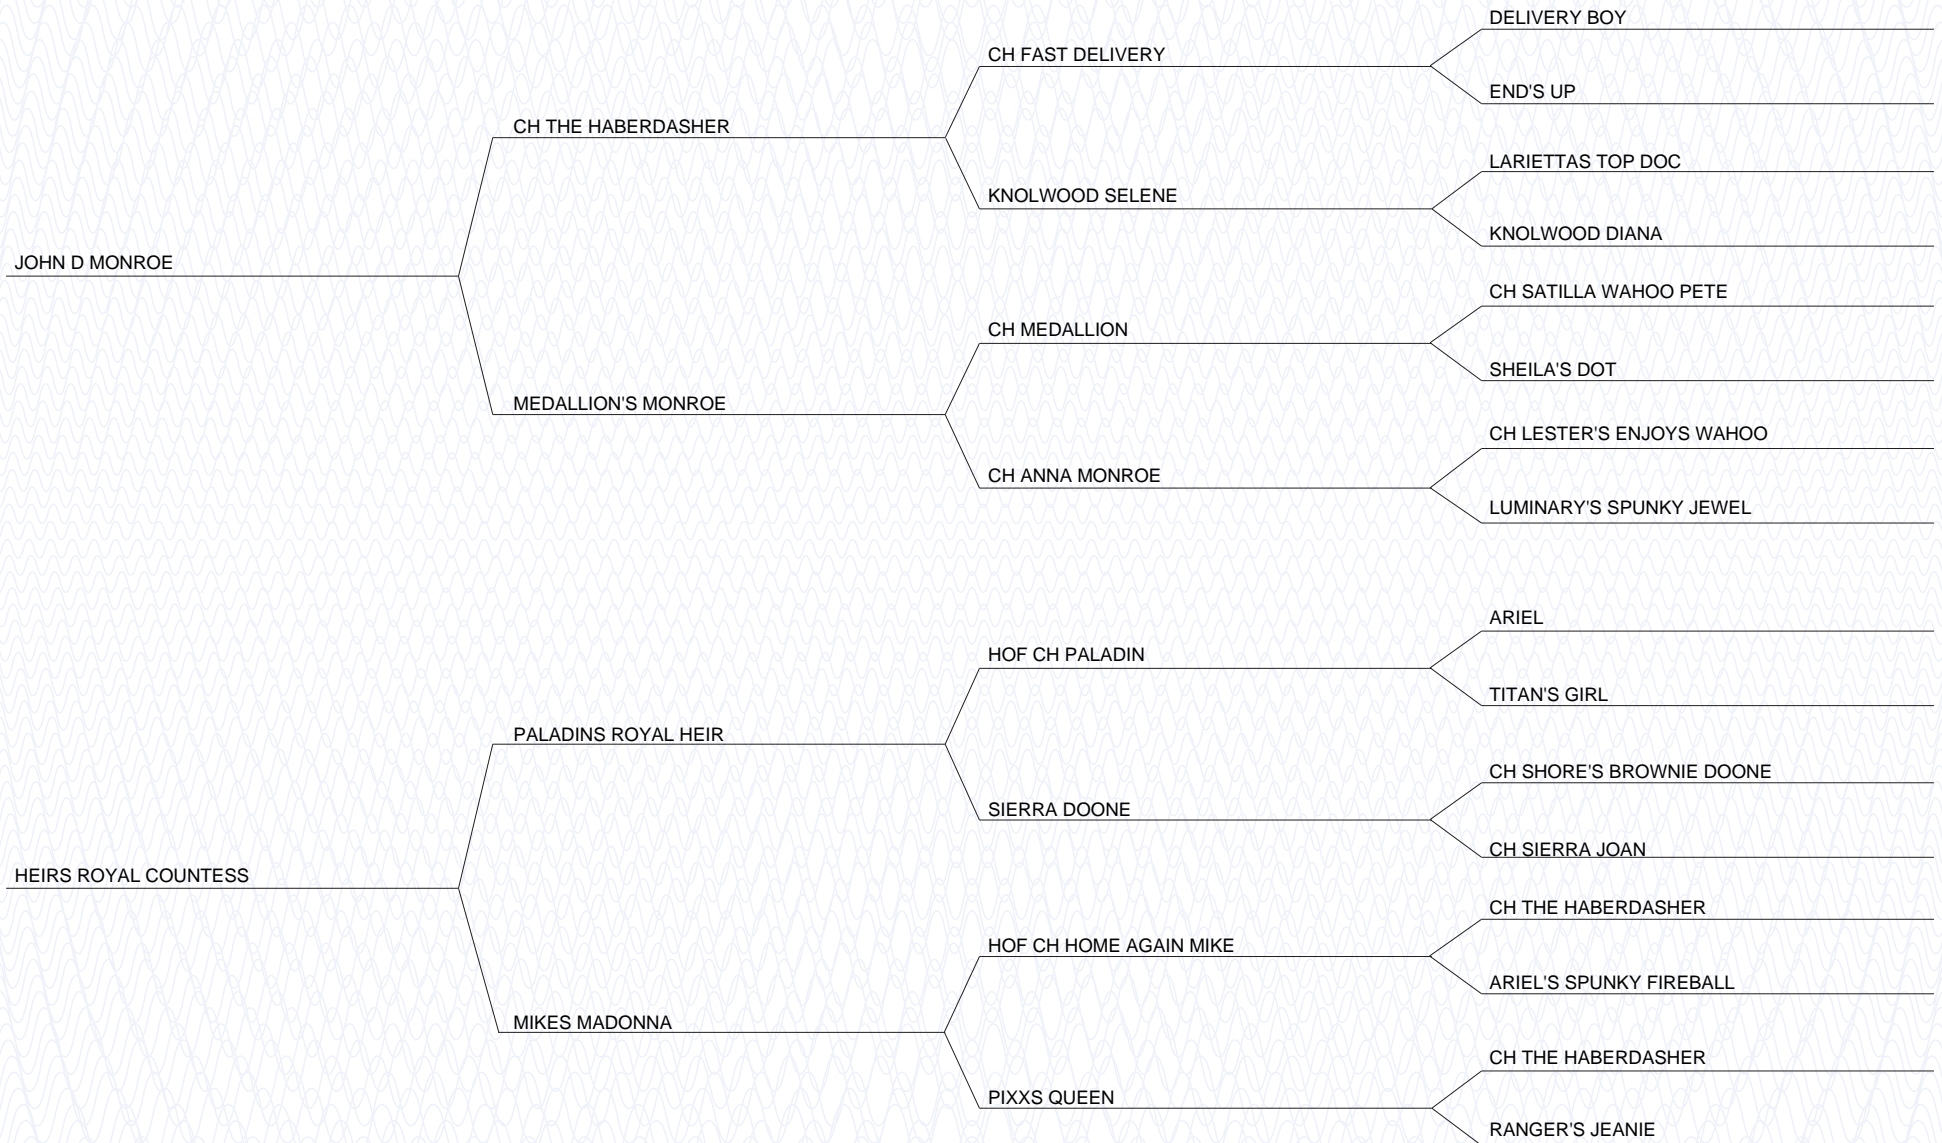 DELIVERY BOY
CH FAST DELIVERY
END'S UP
CH THE HABERDASHER
LARIETTAS TOP DOC
KNOLWOOD SELENE
KNOLWOOD DIANA
JOHN D MONROE
CH SATILLA WAHOO PETE
CH MEDALLION
SHEILA'S DOT
MEDALLION'S MONROE
CH LESTER'S ENJOYS WAHOO
CH ANNA MONROE
LUMINARY'S SPUNKY JEWEL
ARIEL
HOF CH PALADIN
TITAN'S GIRL
PALADINS ROYAL HEIR
CH SHORE'S BROWNIE DOONE
SIERRA DOONE
CH SIERRA JOAN
HEIRS ROYAL COUNTESS
CH THE HABERDASHER
HOF CH HOME AGAIN MIKE
ARIEL'S SPUNKY FIREBALL
MIKES MADONNA
CH THE HABERDASHER
PIXXS QUEEN
RANGER'S JEANIE